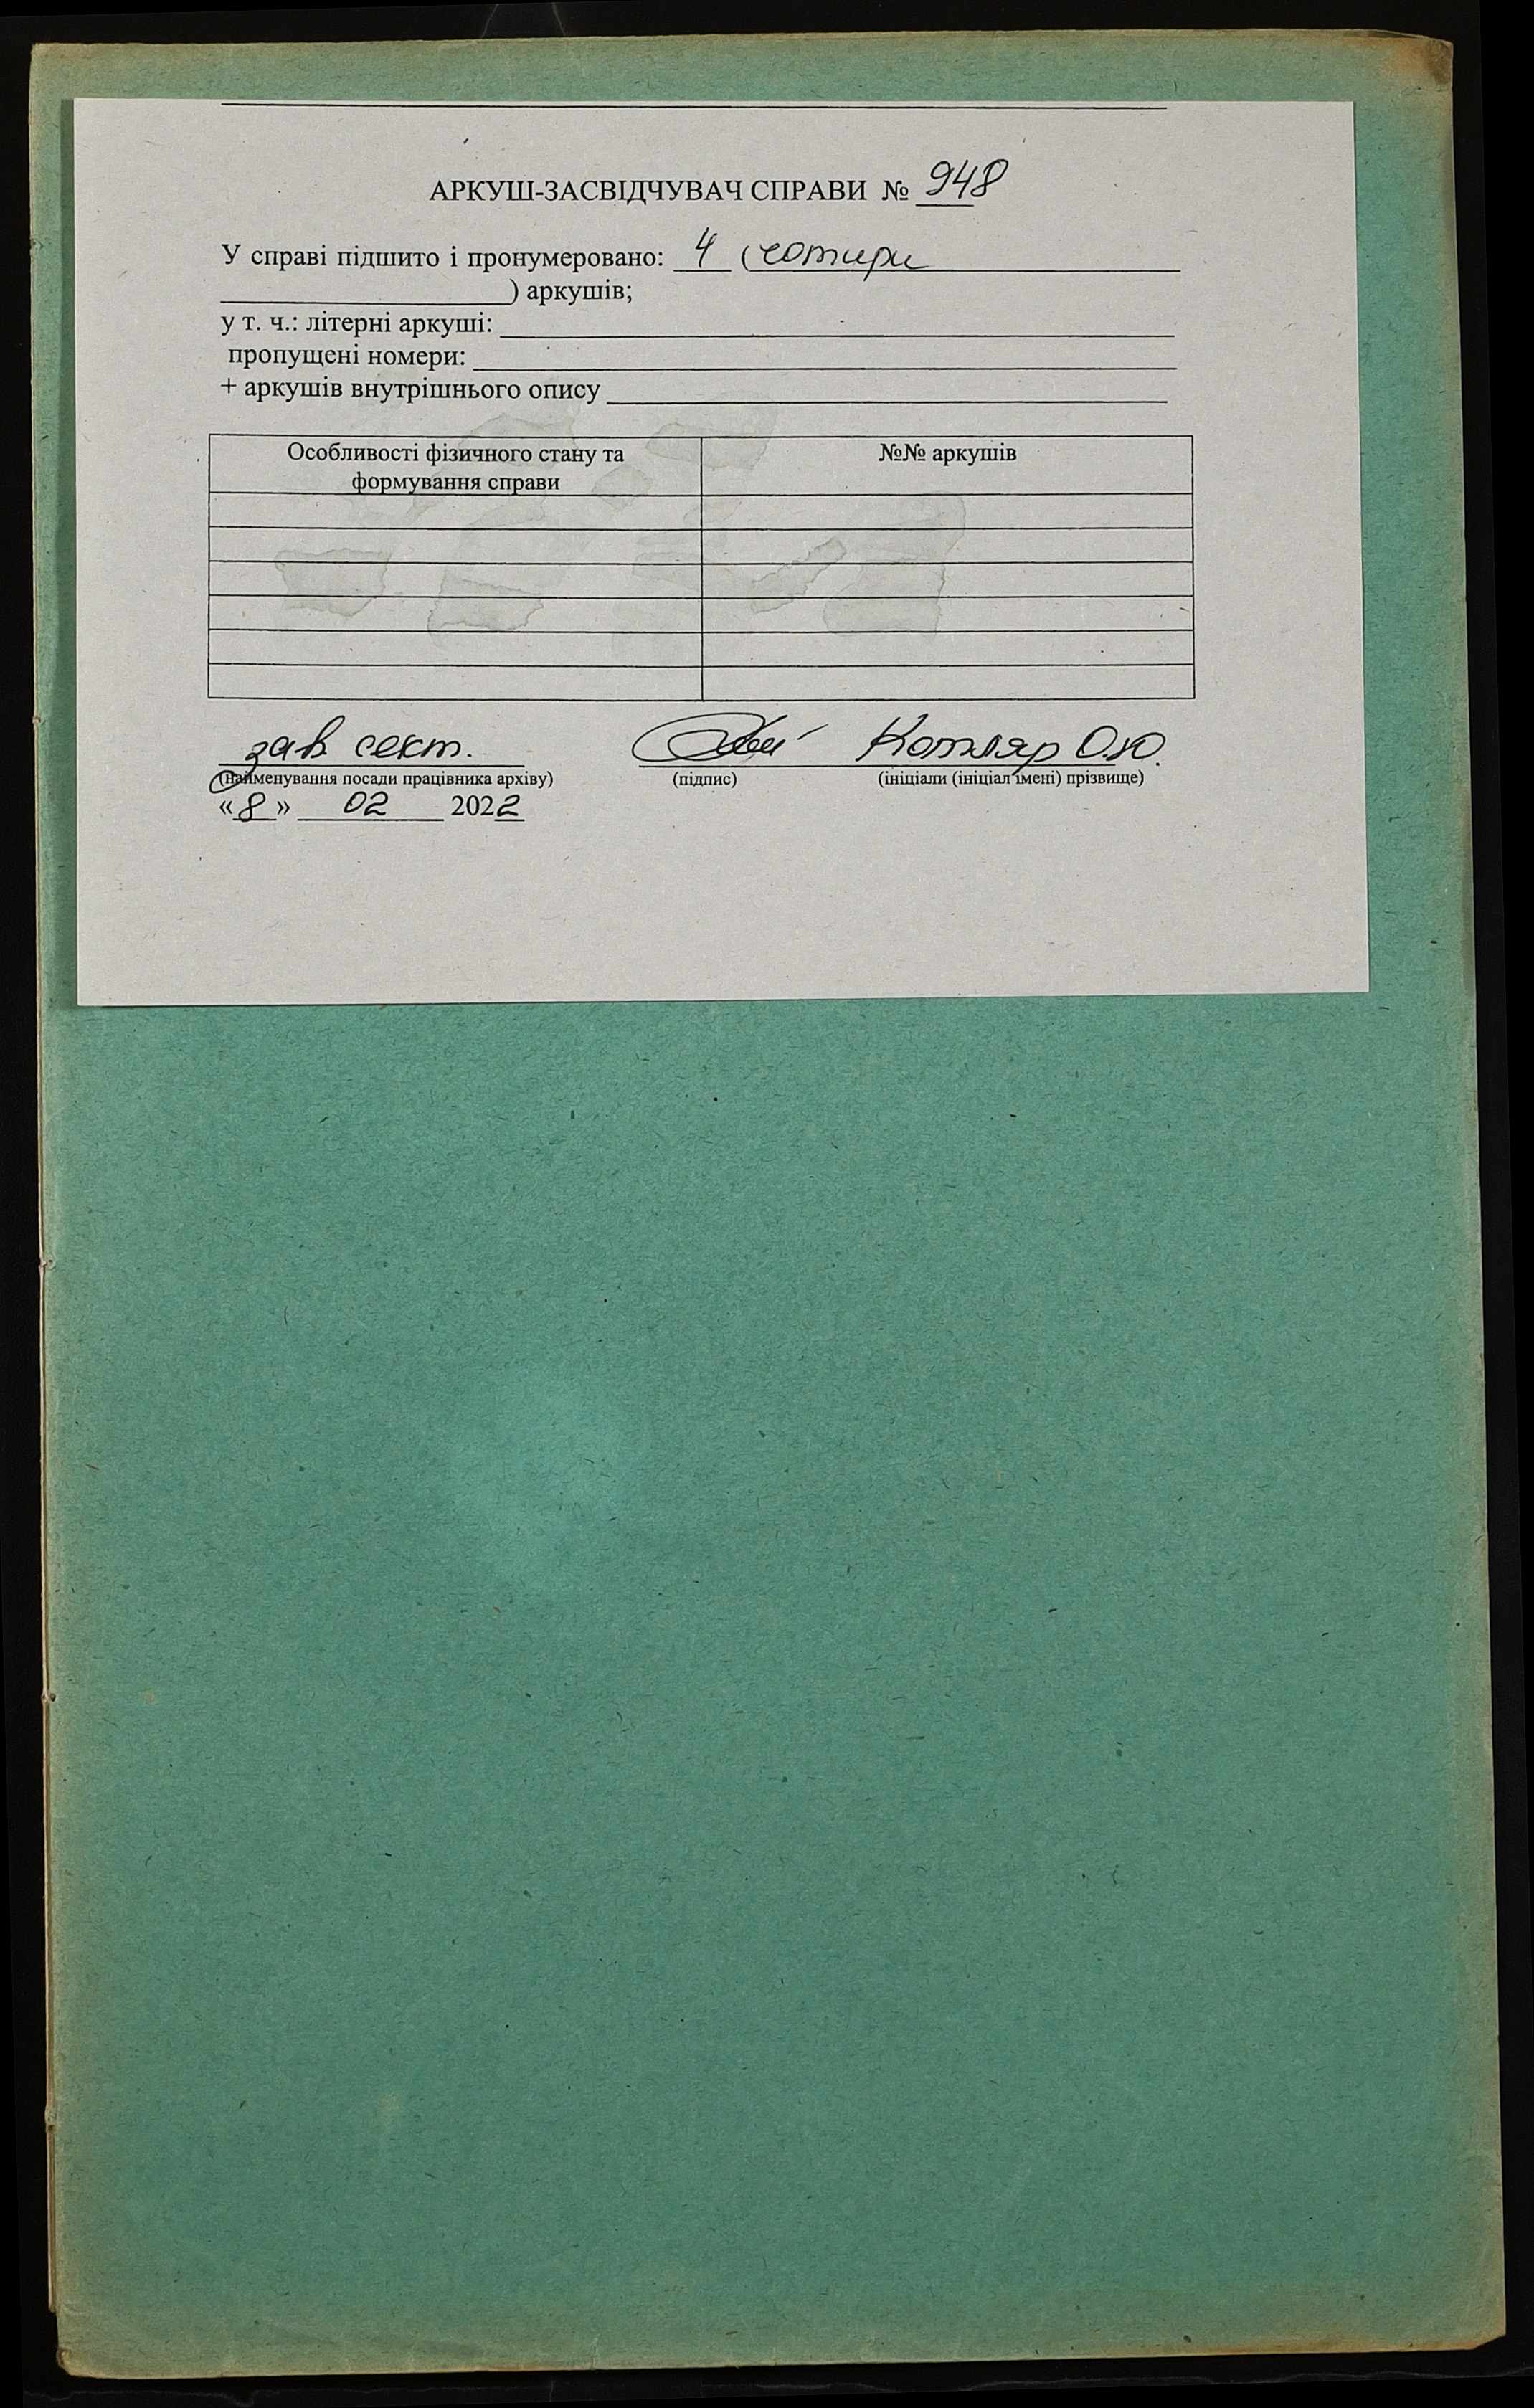 АРКУШ-ЗАСВІДЧУВАЧ СПРАВИ № 948
У справі підшито і пронумеровано: 4 (чотири
) аркушів;
у т. ч.: літерні аркуші:
пропущені номери:
+ аркушів внутрішнього опису
Особливості фізичного стану та формування справи | №№ аркушів
зав. сект. Котляр О.Ю.
(найменування посади працівника архіву) (підпис) (ініціали (ініціал імені) прізвище)
«8» 02 2022